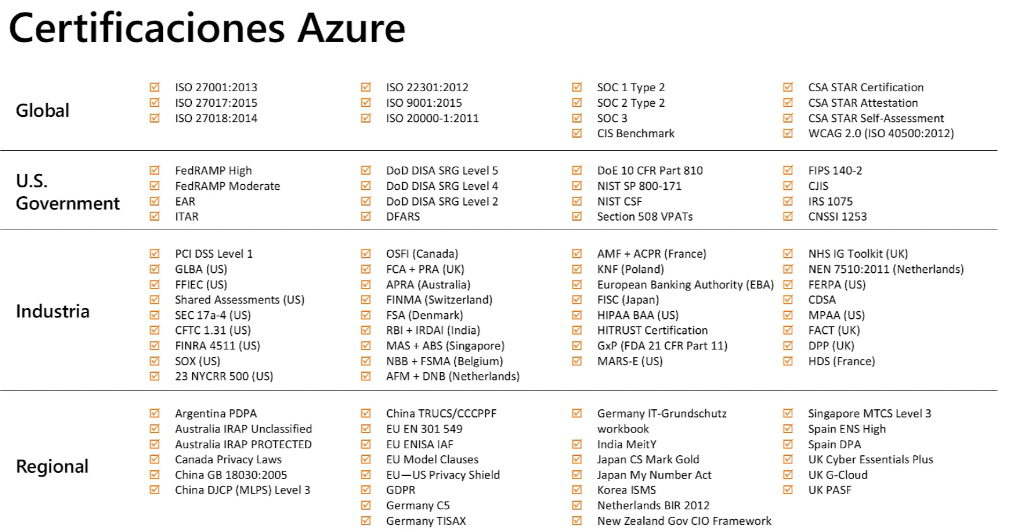 Certificaciones Azure
Global
ISO 27001:2013
ISO 27017:2015
ISO 27018:2014
ISO 22301:2012
ISO 9001:2015
ISO 20000-1:2011
SOC 1 Type 2
SOC 2 Type 2
SOC 3
CIS Benchmark
CSA STAR Certification
CSA STAR Attestation
CSA STAR Self-Assessment
WCAG 2.0 (ISO 40500:2012)
U.S.
Government
FedRAMP High
FedRAMP Moderate
EAR
ITAR
DoD DISA SRG Level 5
DoD DISA SRG Level 4
DoD DISA SRG Level 2
DFARS
DoE 10 CFR Part 810
NIST SP 800-171
NIST CSF
Section 508 VPATs
FIPS 140-2
CJIS
IRS 1075
CNSSI 1253
Industria
PCI DSS Level 1
GLBA (US)
FFIEC (US)
Shared Assessments (US)
SEC 17a-4 (US)
CFTC 1.31 (US)
FINRA 4511 (US)
SOX (US)
23 NYCRR 500 (US)
OSFI (Canada)
FCA + PRA (UK)
APRA (Australia)
FINMA (Switzerland)
FSA (Denmark)
RBI + IRDAI (India)
MAS + ABS (Singapore)
NBB + FSMA (Belgium)
AFM + DNB (Netherlands)
AMF + ACPR (France)
KNF (Poland)
European Banking Authority (EBA)
FISC (Japan)
HIPAA BAA (US)
HITRUST Certification
GxP (FDA 21 CFR Part 11)
MARS-E (US)
NHS IG Toolkit (UK)
NEN 7510:2011 (Netherlands)
FERPA (US)
CDSA
MPAA (US)
FACT (UK)
DPP (UK)
HDS (France)
Regional
Argentina PDPA
Australia IRAP Unclassified
Australia IRAP PROTECTED
Canada Privacy Laws
China GB 18030:2005
China DJCP (MLPS) Level 3
China TRUCS/CCCPPF
EU EN 301 549
EU ENISA IAF
EU Model Clauses
EU—US Privacy Shield
GDPR
Germany C5
Germany TISAX
Germany IT-Grundschutz
workbook
India MeitY
Japan CS Mark Gold
Japan My Number Act
Korea ISMS
Netherlands BIR 2012
New Zealand Gov CIO Framework
Singapore MTCS Level 3
Spain ENS High
Spain DPA
UK Cyber Essentials Plus
UK G-Cloud
UK PASF